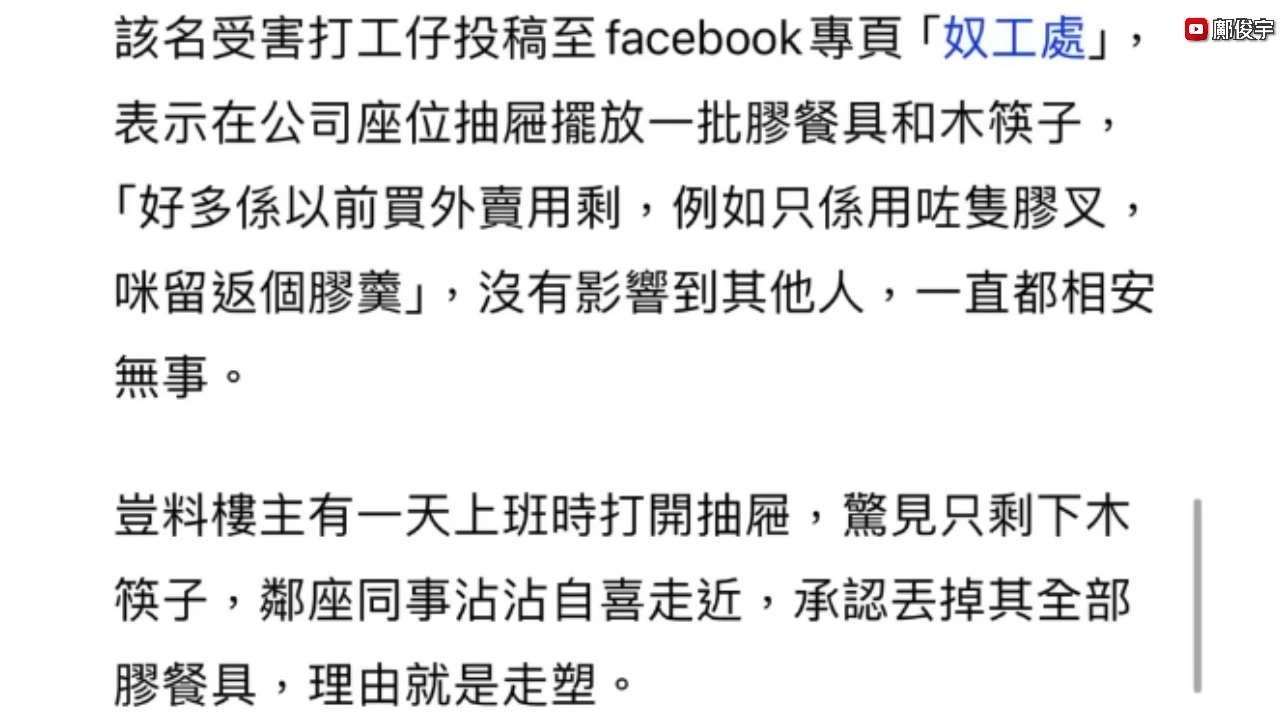 該名受害打工仔投稿至facebook專頁「奴工處」，
鄺俊宇
表示在公司座位抽屜擺放一批膠餐具和木筷子，
「好多係以前買外賣用剩，例如只係用咗隻膠叉，
咪留返個膠羹」，沒有影響到其他人，一直都相安
無事。
豈料樓主有一天上班時打開抽屜，驚見只剩下木
筷子，鄰座同事沾沾自喜走近，承認丟掉其全部
膠餐具，理由就是走塑。